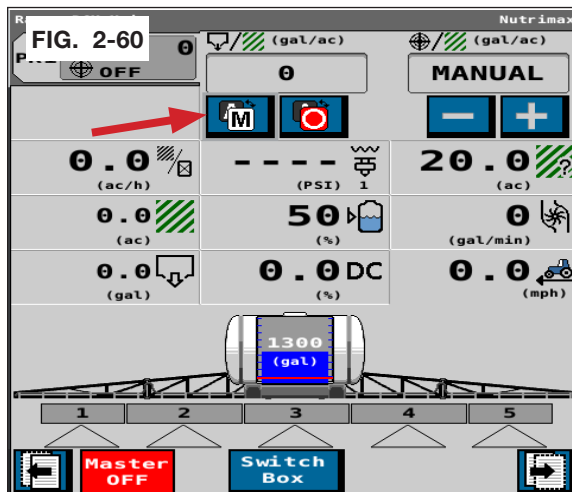 Nutrimax
FIG. 2-60
0
OFF
(gal/ac)
0
(gal/ac)
MANUAL
M
− +
0.0
(ac/h)
----
(PSI) 1
20.0
?
(ac)
0.0
(ac)
50
(%)
0
(gal/min)
0.0
(gal)
0.0 DC
(%)
0.0
(mph)
1300
(gal)
1 2 3 4 5
Master
OFF
Switch
Box